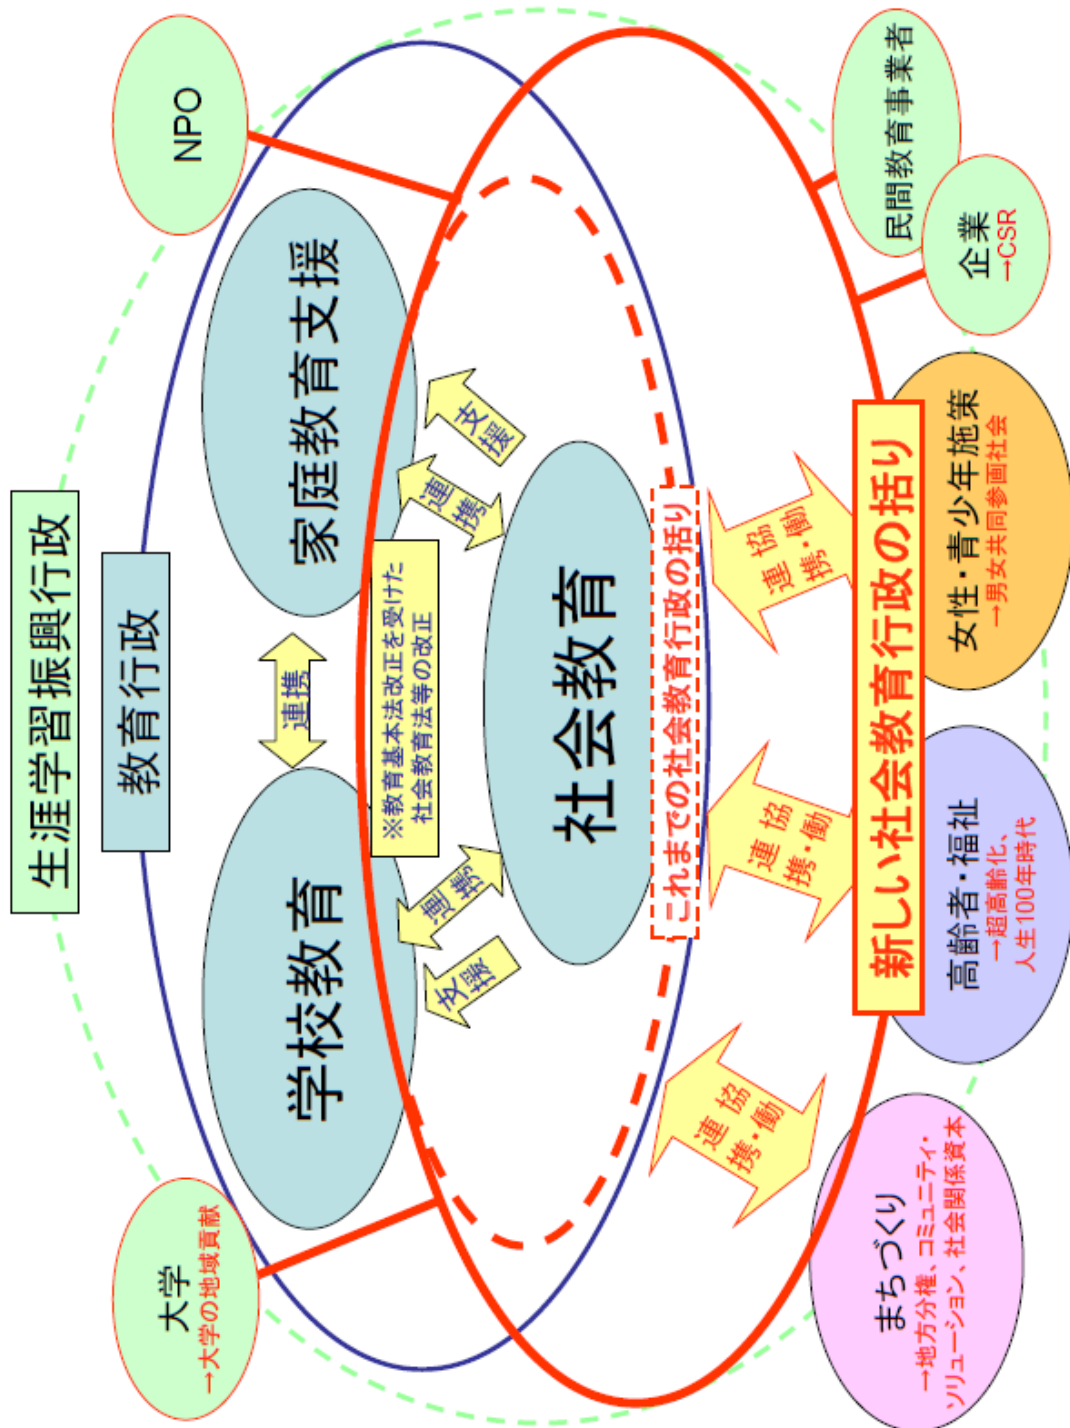 生涯学習振興行政
教育行政
大学
→大学の地域貢献
NPO
学校教育
連携
家庭教育支援
※教育基本法改正を受けた
社会教育法等の改正
支援
連携
連携
支援
社会教育
これまでの社会教育行政の括り
連 協
携・働
連 協
携・働
連 協
携・働
新しい社会教育行政の括り
まちづくり
→地方分権、コミュニティ・
ソリューション、社会関係資本
高齢者・福祉
→超高齢化、
人生100年時代
女性・青少年施策
→男女共同参画社会
企業
→CSR
民間教育事業者